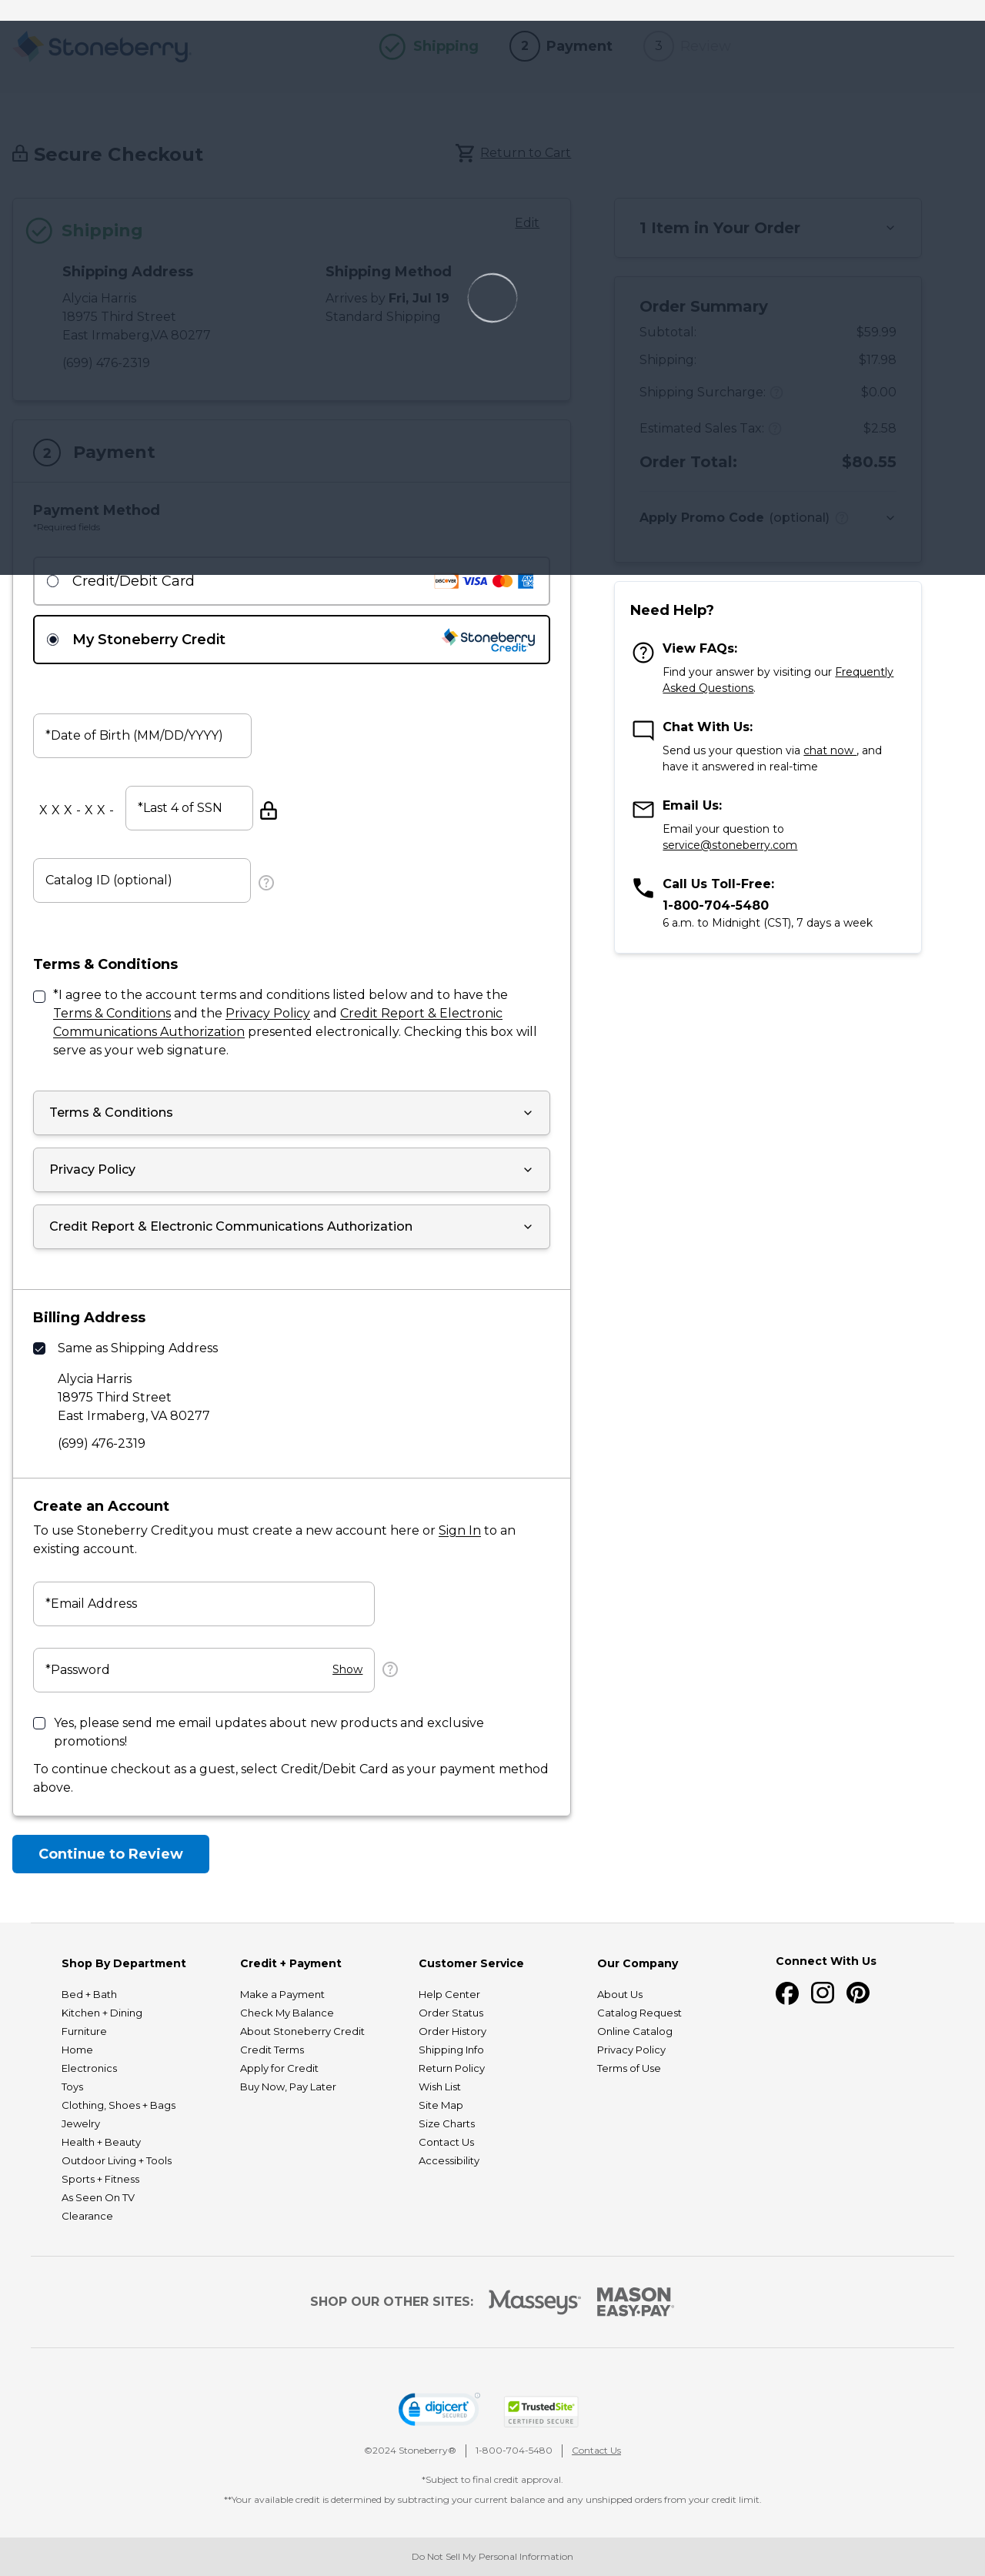 Stoneberry
Shipping
2
Payment
3
Review
Secure Checkout
Return to Cart
Shipping
Edit
Shipping Address
Alycia Harris
18975 Third Street
East Irmaberg,VA 80277
(699) 476-2319
Shipping Method
Arrives by Fri, Jul 19
Standard Shipping
2
Payment
Payment Method
*Required fields
Credit/Debit Card
DISCOVER VISA AMEX
My Stoneberry Credit
Stoneberry
Credit
*Date of Birth (MM/DD/YYYY)
X X X - X X -
*Last 4 of SSN
Catalog ID (optional)
?
Terms & Conditions
*I agree to the account terms and conditions listed below and to have the
Terms & Conditions and the Privacy Policy and Credit Report & Electronic
Communications Authorization presented electronically. Checking this box will
serve as your web signature.
Terms & Conditions
Privacy Policy
Credit Report & Electronic Communications Authorization
Billing Address
Same as Shipping Address
Alycia Harris
18975 Third Street
East Irmaberg, VA 80277
(699) 476-2319
Create an Account
To use Stoneberry Credit,you must create a new account here or Sign In to an
existing account.
*Email Address
*Password
Show
?
Yes, please send me email updates about new products and exclusive
promotions!
To continue checkout as a guest, select Credit/Debit Card as your payment method
above.
Continue to Review
1 Item in Your Order
Order Summary
Subtotal: $59.99
Shipping: $17.98
Shipping Surcharge: ? $0.00
Estimated Sales Tax: ? $2.58
Order Total: $80.55
Apply Promo Code (optional) ?
Need Help?
?
View FAQs:
Find your answer by visiting our Frequently
Asked Questions.
Chat With Us:
Send us your question via chat now , and
have it answered in real-time
Email Us:
Email your question to
service@stoneberry.com
Call Us Toll-Free:
1-800-704-5480
6 a.m. to Midnight (CST), 7 days a week
Shop By Department
Bed + Bath
Kitchen + Dining
Furniture
Home
Electronics
Toys
Clothing, Shoes + Bags
Jewelry
Health + Beauty
Outdoor Living + Tools
Sports + Fitness
As Seen On TV
Clearance
Credit + Payment
Make a Payment
Check My Balance
About Stoneberry Credit
Credit Terms
Apply for Credit
Buy Now, Pay Later
Customer Service
Help Center
Order Status
Order History
Shipping Info
Return Policy
Wish List
Site Map
Size Charts
Contact Us
Accessibility
Our Company
About Us
Catalog Request
Online Catalog
Privacy Policy
Terms of Use
Connect With Us
SHOP OUR OTHER SITES:
Masseys
MASON
EASY•PAY
digicert
SECURED
TrustedSite
CERTIFIED SECURE
©2024 Stoneberry®
1-800-704-5480
Contact Us
*Subject to final credit approval.
**Your available credit is determined by subtracting your current balance and any unshipped orders from your credit limit.
Do Not Sell My Personal Information